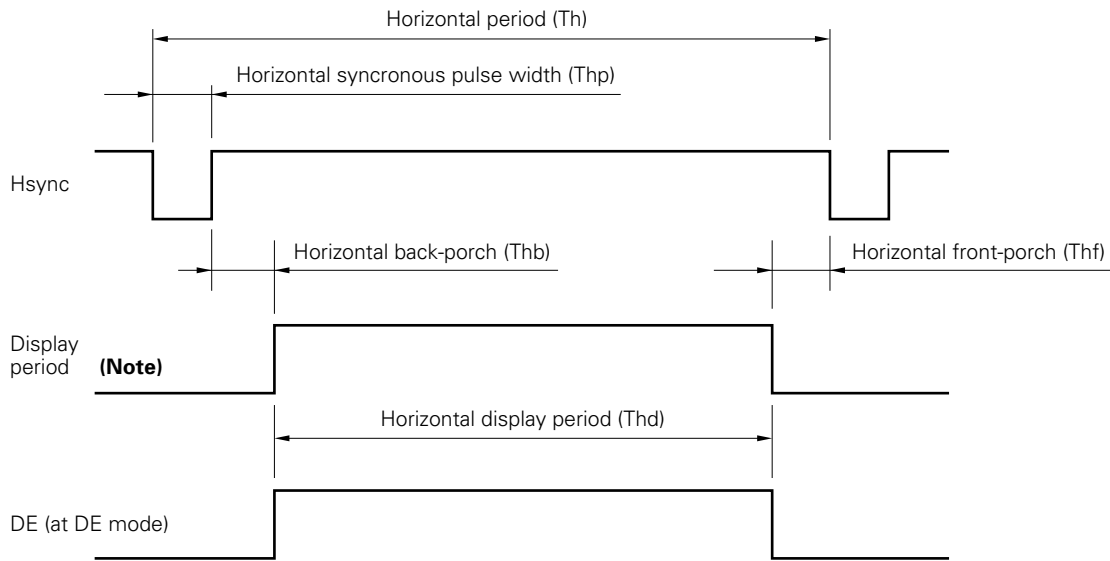 Horizontal period (Th)
Horizontal syncronous pulse width (Thp)
Hsync
Horizontal back-porch (Thb)
Horizontal front-porch (Thf)
Display
period (Note)
Horizontal display period (Thd)
DE (at DE mode)